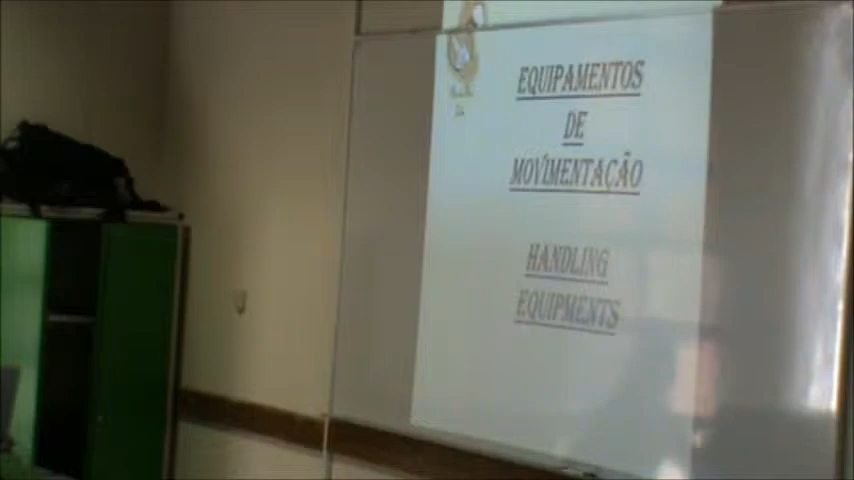 EQUIPAMENTOS
DE
MOVIMENTAÇÃO
HANDLING
EQUIPMENTS